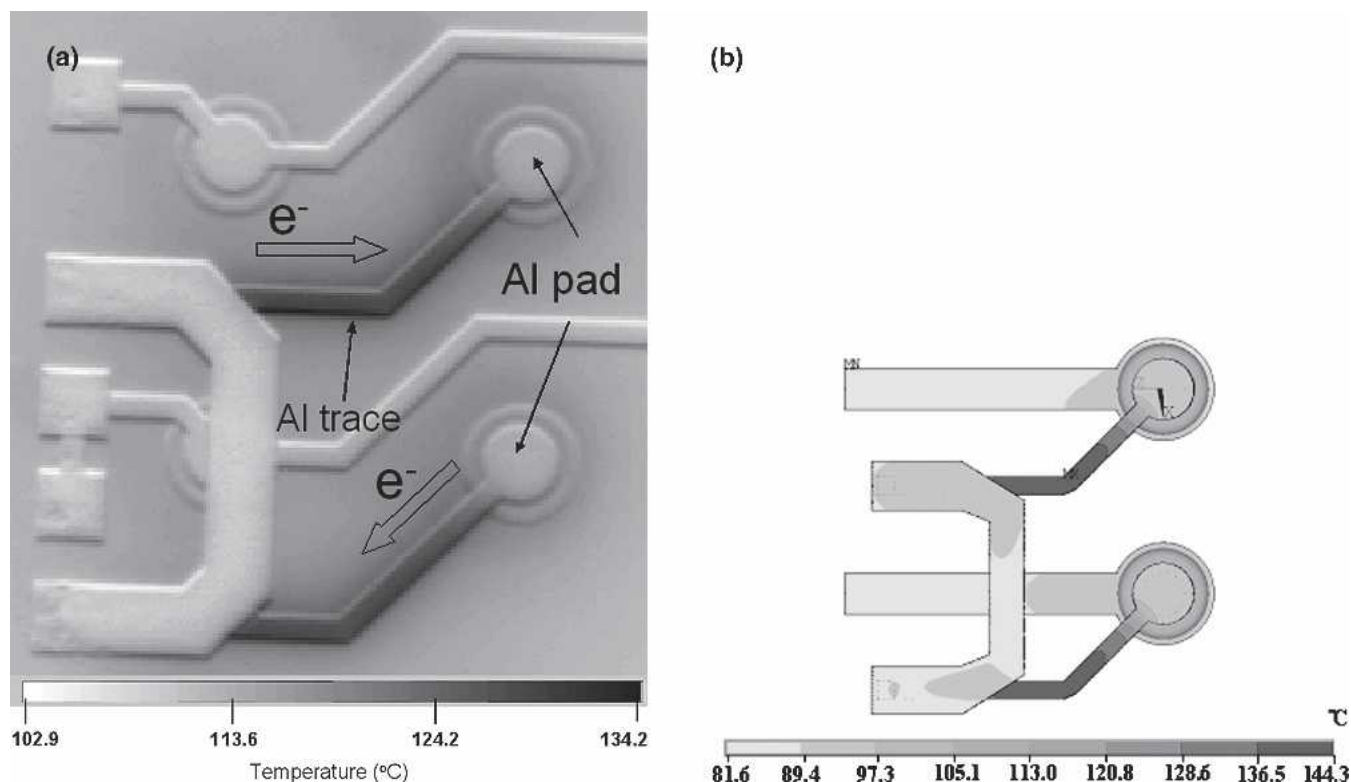 (a)
e-
Al pad
Al trace
e-
102.9 113.6 124.2 134.2
Temperature (°C)
(b)
MN
Z
X
℃
81.6 89.4 97.3 105.1 113.0 120.8 128.6 136.5 144.3